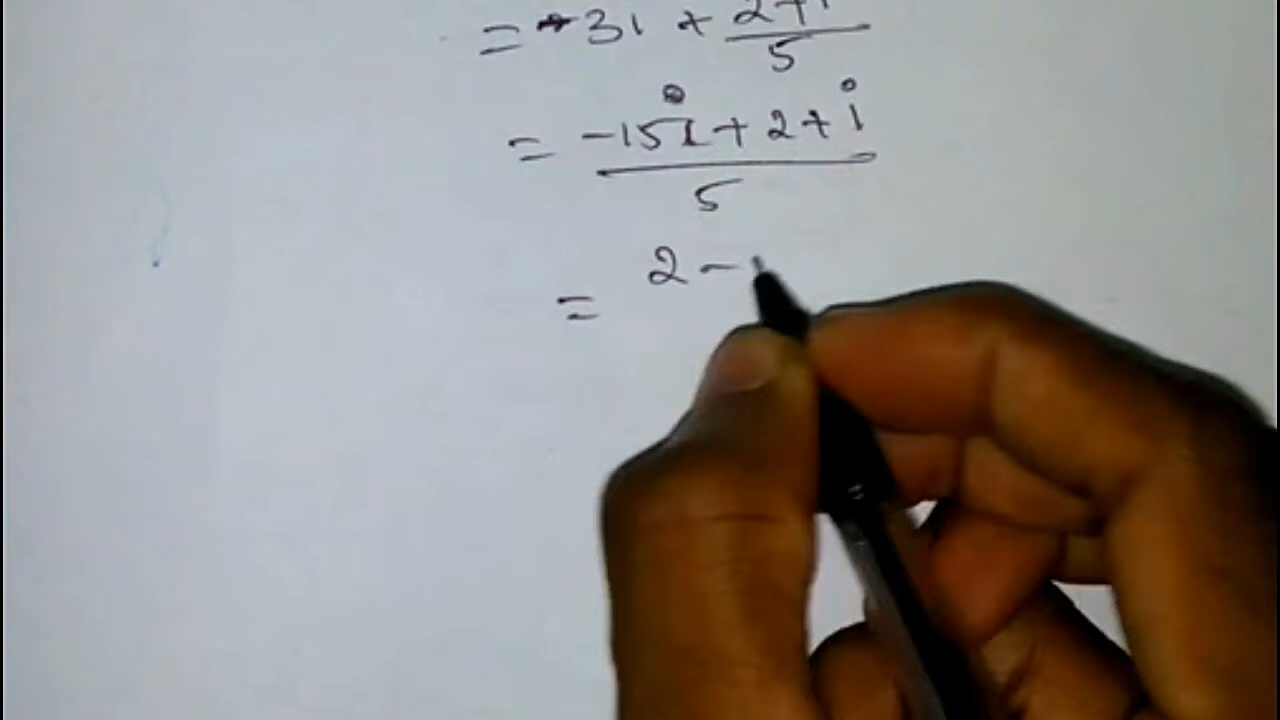 = -3i + 2+i/5
= -15i + 2 + i/5
= 2 -